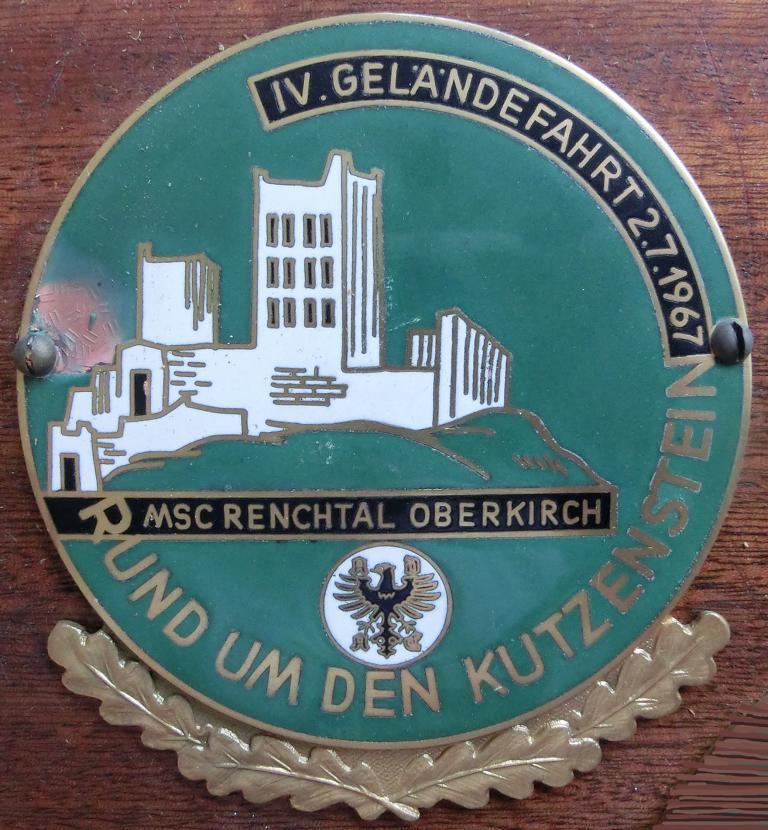 IV. GELÄNDEFAHRT 2.7.1967
MSC RENCHTAL OBERKIRCH
RUND UM DEN KUTZENSTEIN